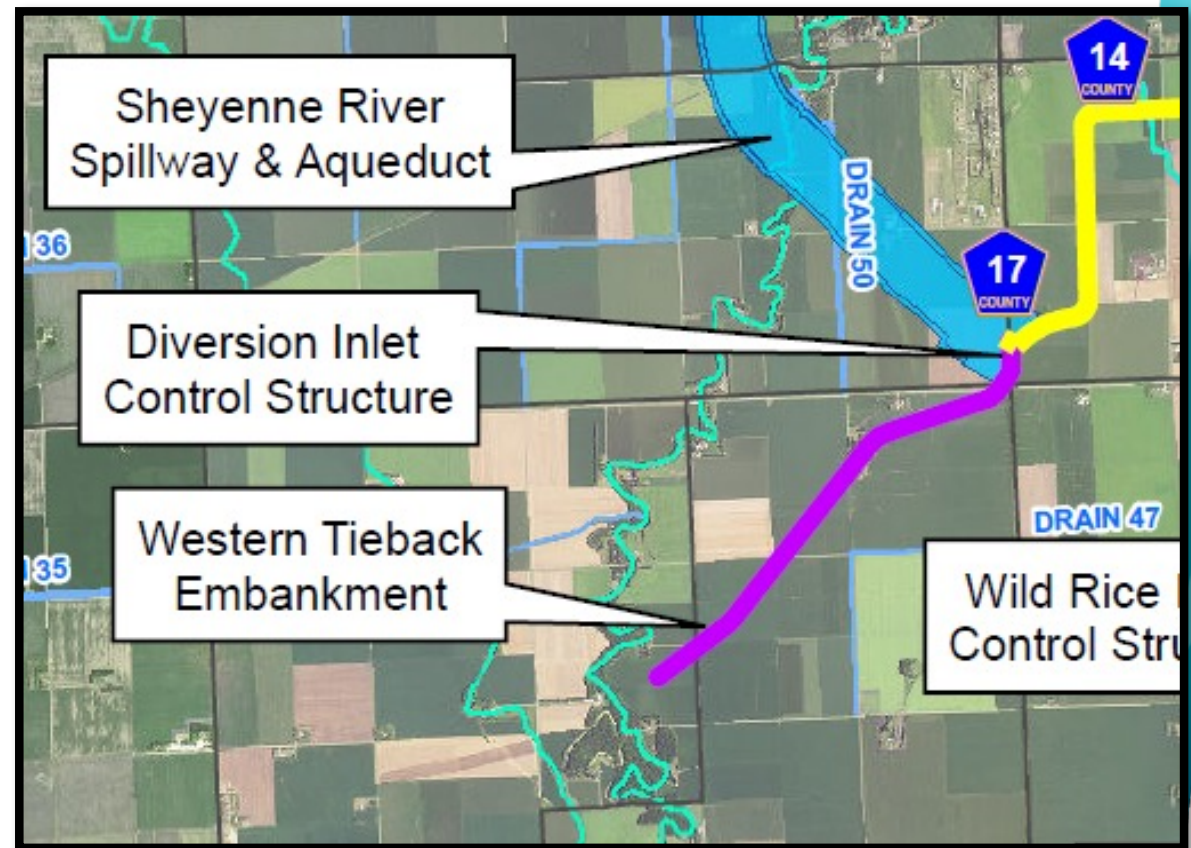 14
COUNTY
Sheyenne River
Spillway & Aqueduct
DRAIN 50
36
17
COUNTY
Diversion Inlet
Control Structure
DRAIN 47
Western Tieback
Embankment
35
Wild Rice
Control